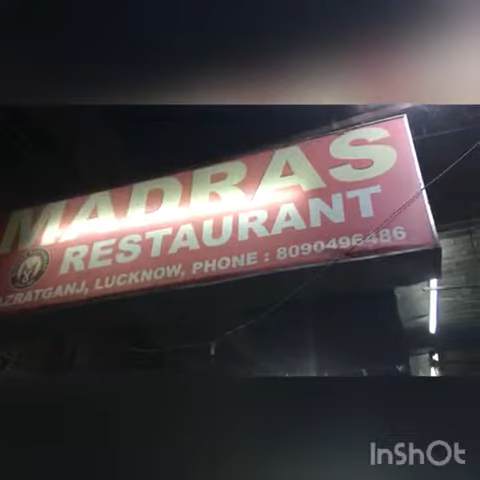 MADRAS
RESTAURANT
AZRATGANJ, LUCKNOW, PHONE : 8090496486
InShOt